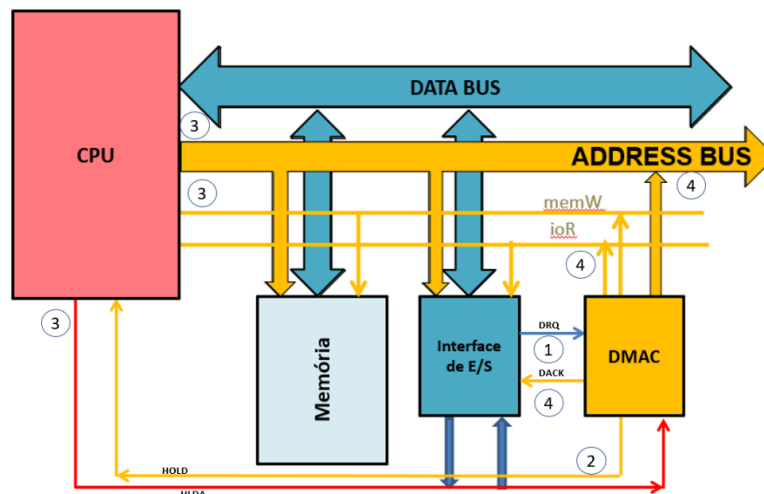 DATA BUS
3
CPU
ADDRESS BUS
3
4
memW
ioR
4
3
DRQ
Interface
de E/S
1
DMAC
Memória
DACK
4
2
HOLD
HLDA